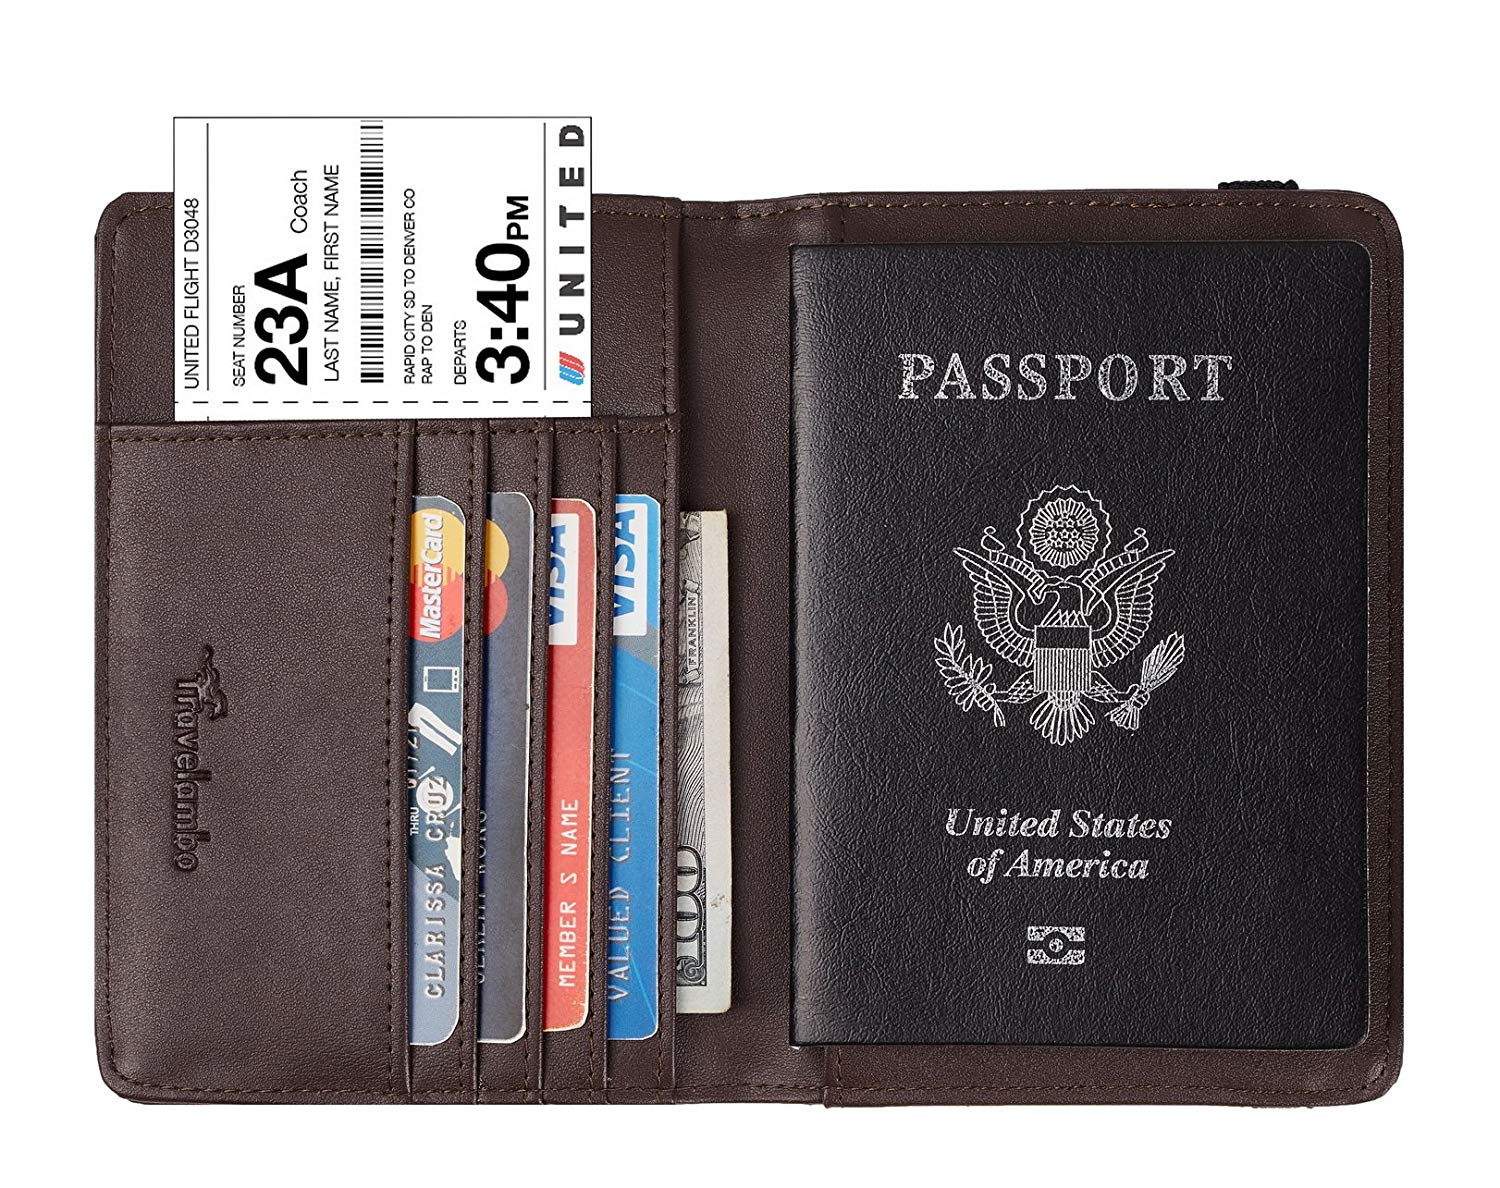 UNITED FLIGHT D3048
SEAT NUMBER
23A Coach
LAST NAME, FIRST NAME
RAPID CITY SD TO DENVER CO
RAP TO DEN
DEPARTS
3:40PM
UNITED
Travelambo
MasterCard
THRU 01/21
CLARISSA CRUZ
VISA
MEMBER S NAME
VISA
VALUED CLIENT
FRANKLIN
100
PASSPORT
United States
of America